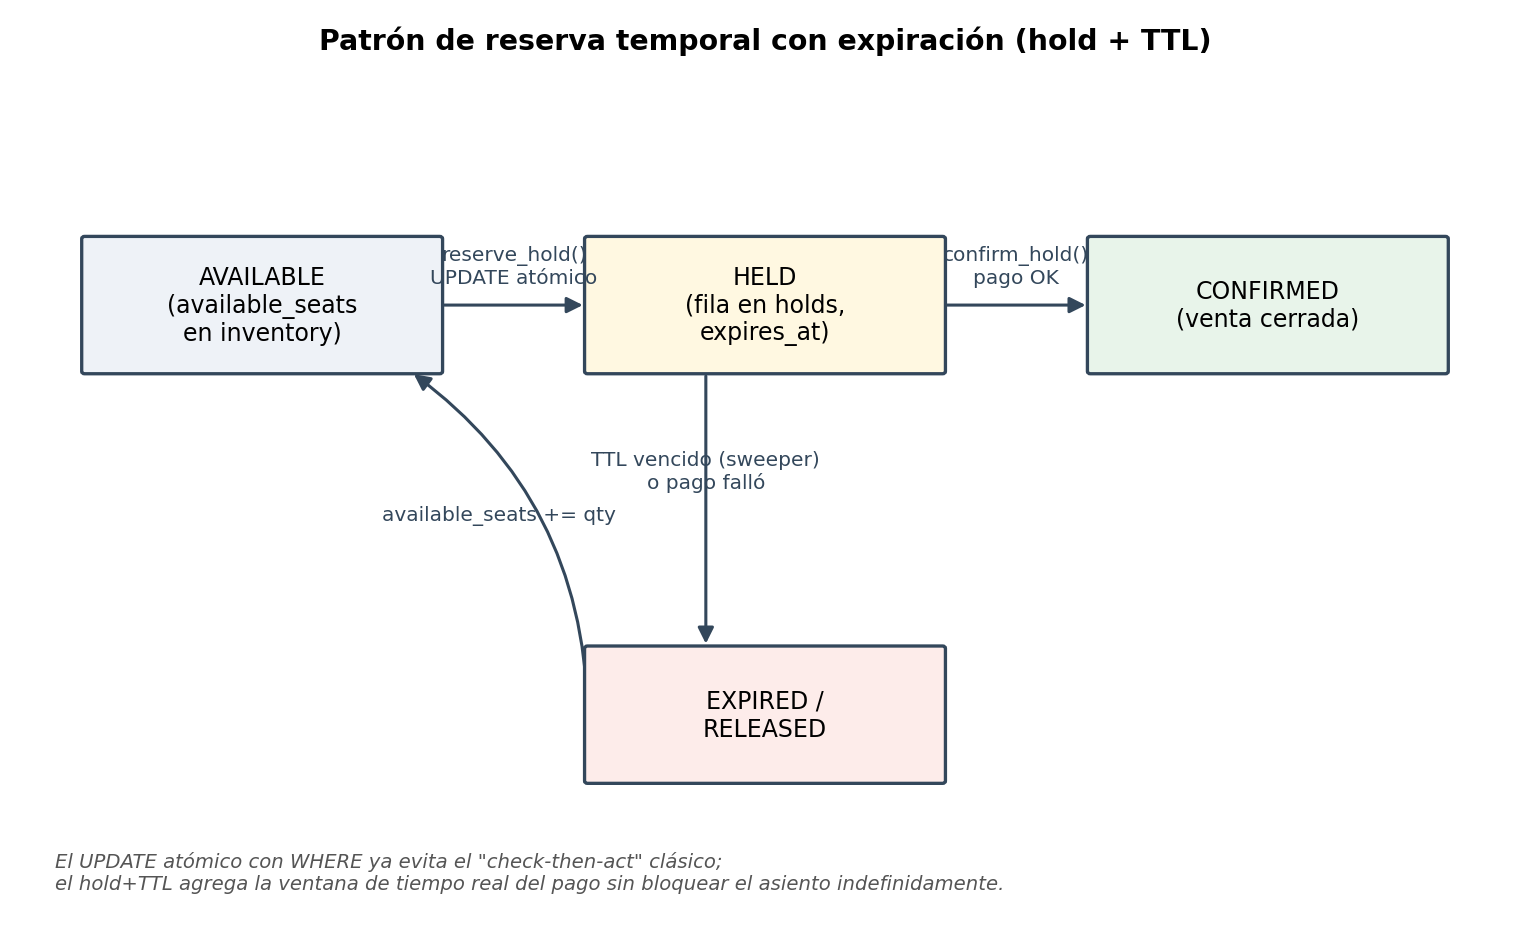 Patrón de reserva temporal con expiración (hold + TTL)
AVAILABLE
(available_seats
en inventory)
reserve_hold()
UPDATE atómico
HELD
(fila en holds,
expires_at)
confirm_hold()
pago OK
CONFIRMED
(venta cerrada)
TTL vencido (sweeper)
o pago falló
available_seats += qty
EXPIRED /
RELEASED
El UPDATE atómico con WHERE ya evita el "check-then-act" clásico;
el hold+TTL agrega la ventana de tiempo real del pago sin bloquear el asiento indefinidamente.